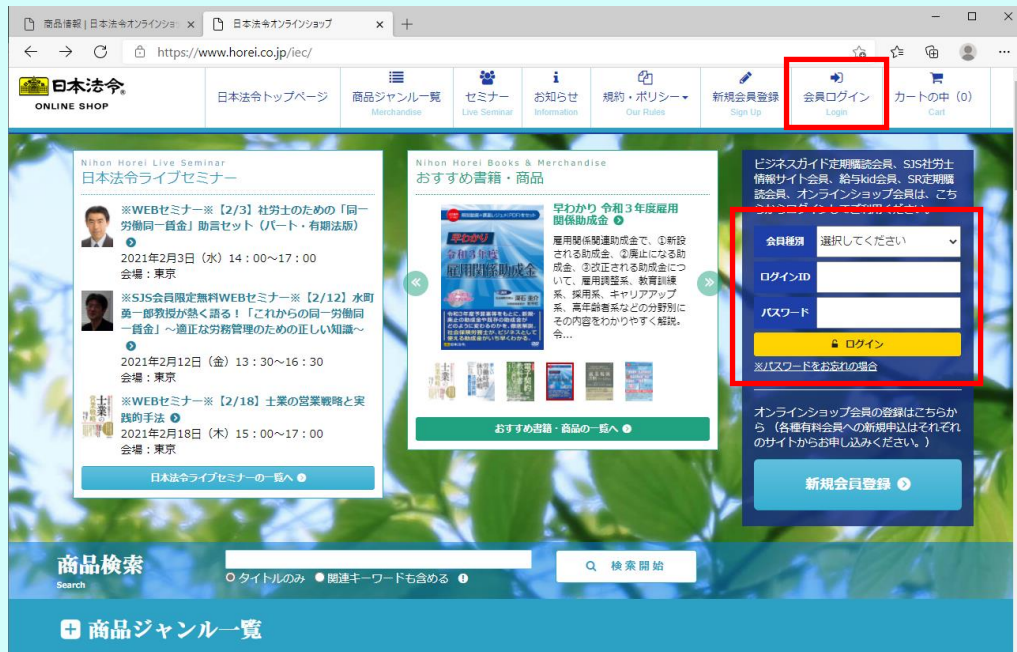 商品情報 | 日本法令オンラインショ
日本法令オンラインショップ
https://www.horei.co.jp/iec/
日本法令®
ONLINE SHOP
日本法令トップページ
商品ジャンル一覧
Merchandise
セミナー
Live Seminar
お知らせ
Information
規約・ポリシー
Our Rules
新規会員登録
Sign Up
会員ログイン
Login
カートの中 (0)
Cart
Nihon Horei Live Seminar
日本法令ライブセミナー
※WEBセミナー※【2/3】社労士のための「同一
労働同一賃金」助言セット（パート・有期法版）
2021年2月3日（水）14：00～17：00
会場：東京
※SJS会員限定無料WEBセミナー※【2/12】水町
勇一郎教授が熱く語る！「これからの同一労働同
一賃金」～適正な労務管理のための正しい知識～
2021年2月12日（金）13：30～16：30
会場：東京
※WEBセミナー※【2/18】士業の営業戦略と実
践的手法
2021年2月18日（木）15：00～17：00
会場：東京
日本法令ライブセミナーの一覧へ
Nihon Horei Books & Merchandise
おすすめ書籍・商品
早わかり
令和3年度
雇用関係助成金
早わかり 令和３年度雇用
関係助成金
雇用関係関連助成金で、①新設
される助成金、②廃止になる助
成金、③改正される助成金につ
いて、雇用調整系、教育訓練
系、採用系、キャリアアップ
系、高年齢者系などの分野別に
その内容をわかりやすく解説。
令…
おすすめ書籍・商品の一覧へ
ビジネスガイド定期購読会員、SJS社労士
情報サイト会員、給与kid会員、SR定期購
読会員、オンラインショップ会員は、こち
らからログインしてご利用ください。
会員種別
選択してください
ログインID
パスワード
ログイン
※パスワードをお忘れの場合
オンラインショップ会員の登録はこちらか
ら （各種有料会員への新規申込はそれぞれ
のサイトからお申し込みください。）
新規会員登録
商品検索
Search
タイトルのみ
関連キーワードも含める
検索開始
商品ジャンル一覧